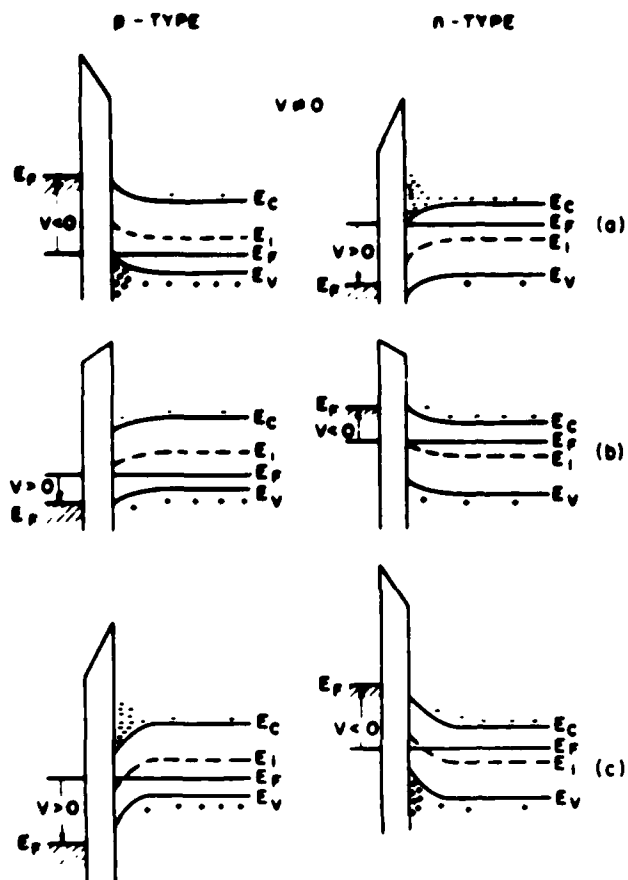 p-TYPE n-TYPE
V≠0
E_F E_C
V<0 E_i
E_F
E_V
E_C
E_F (a)
V>0 E_i
E_F E_V
E_C
E_i
V>0 E_F
E_F E_V
E_F E_C
V<0 E_F
E_i (b)
E_V
E_C
E_i
V>0 E_F
E_V
E_F
E_F E_C
V<0 E_F
E_i (c)
E_V